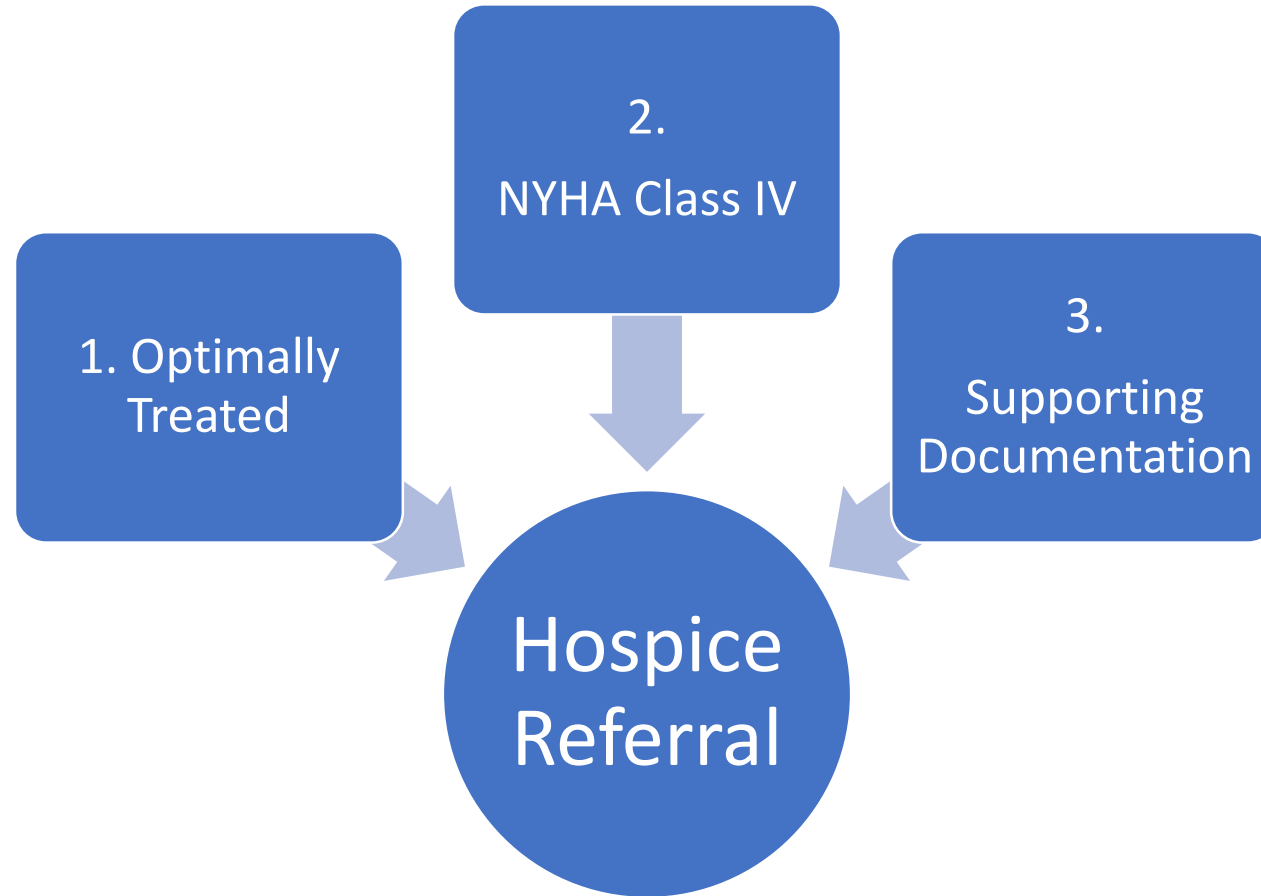 1. Optimally
Treated
2.
NYHA Class IV
3.
Supporting
Documentation
Hospice
Referral